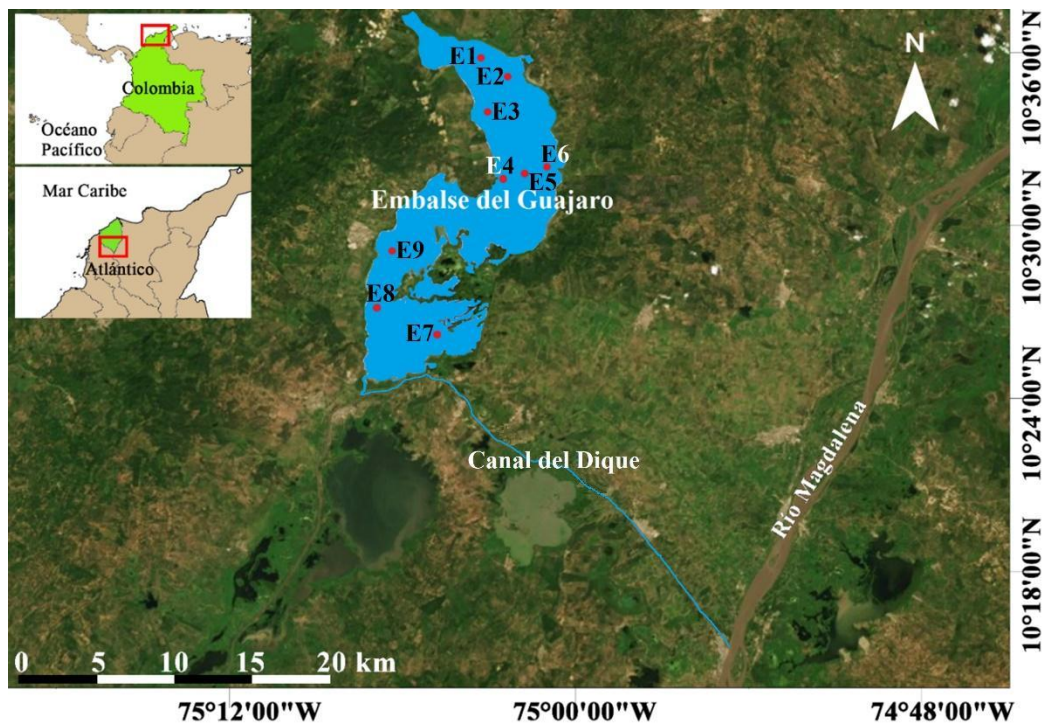 Colombia
Océano
Pacífico
Mar Caribe
Atlántico
N
E1
E2
E3
E4
E5
E6
Embalse del Guajaro
E9
E8
E7
Canal del Dique
Río Magdalena
0 5 10 15 20 km
10°36'00"N
10°30'00"N
10°24'00"N
10°18'00"N
75°12'00"W 75°00'00"W 74°48'00"W